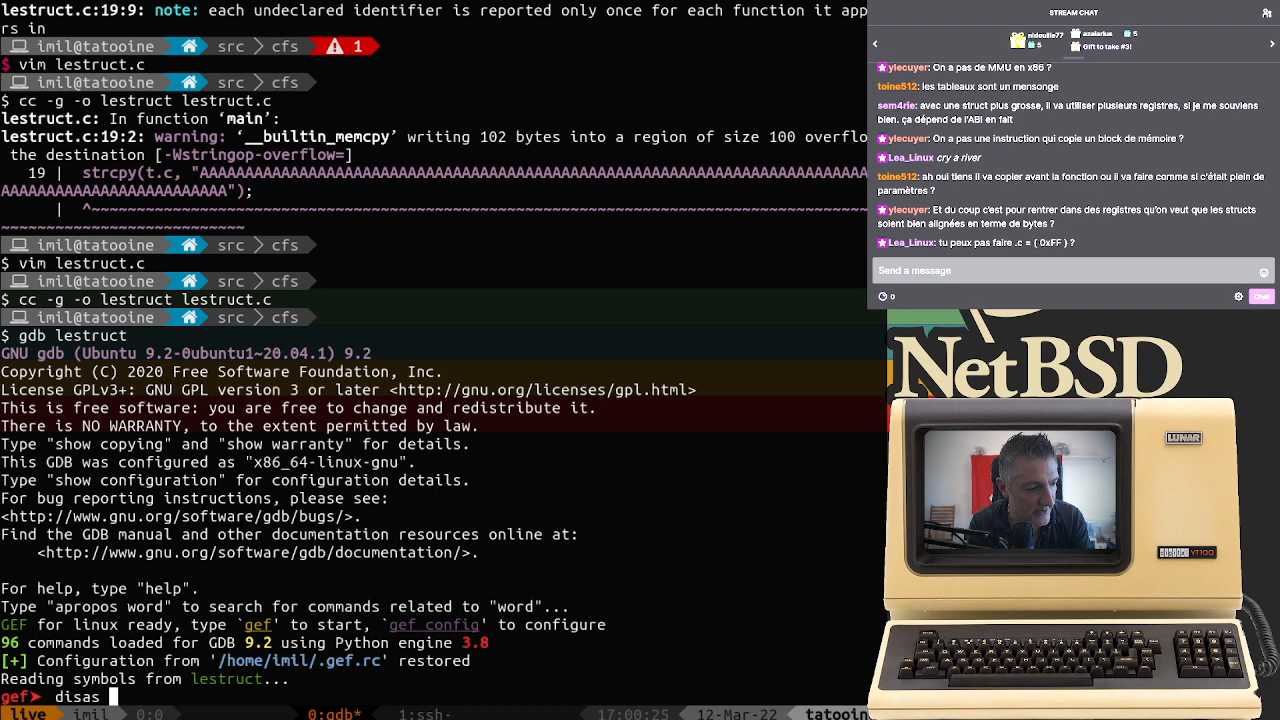 lestruct.c:19:9: note: each undeclared identifier is reported only once for each function it app
rs in
imil@tatooine src cfs 1
$ vim lestruct.c
imil@tatooine src cfs
$ cc -g -o lestruct lestruct.c
lestruct.c: In function ‘main’:
lestruct.c:19:2: warning: ‘__builtin_memcpy’ writing 102 bytes into a region of size 100 overflo
the destination [-Wstringop-overflow=]
19 | strcpy(t.c, "AAAAAAAAAAAAAAAAAAAAAAAAAAAAAAAAAAAAAAAAAAAAAAAAAAAAAAAAAAAAAAAAAAAAAAAAAAA
AAAAAAAAAAAAAAAAAAAAAAAAA");
| ^~~~~~~~~~~~~~~~~~~~~~~~~~~~~~~~~~~~~~~~~~~~~~~~~~~~~~~~~~~~~~~~~~~~~~~~~~~~~~~~~~~~~~~
~~~~~~~~~~~~~~~~~~~~~~~~~~~
imil@tatooine src cfs
$ vim lestruct.c
imil@tatooine src cfs
$ cc -g -o lestruct lestruct.c
imil@tatooine src cfs
$ gdb lestruct
GNU gdb (Ubuntu 9.2-0ubuntu1~20.04.1) 9.2
Copyright (C) 2020 Free Software Foundation, Inc.
License GPLv3+: GNU GPL version 3 or later <http://gnu.org/licenses/gpl.html>
This is free software: you are free to change and redistribute it.
There is NO WARRANTY, to the extent permitted by law.
Type "show copying" and "show warranty" for details.
This GDB was configured as "x86_64-linux-gnu".
Type "show configuration" for configuration details.
For bug reporting instructions, please see:
<http://www.gnu.org/software/gdb/bugs/>.
Find the GDB manual and other documentation resources online at:
<http://www.gnu.org/software/gdb/documentation/>.
For help, type "help".
Type "apropos word" to search for commands related to "word"...
GEF for linux ready, type `gef' to start, `gef config' to configure
96 commands loaded for GDB 9.2 using Python engine 3.8
[+] Configuration from '/home/imil/.gef.rc' restored
Reading symbols from lestruct...
gef➤ disas
live imil 0:0 0:gdb* 1:ssh- 17:00:25 12-Mar-22 tatooin
STREAM CHAT
nidouille77 5
azelarius 5
Gift to take #3!
ylecuyer: On a pas de MMU en x86 ?
toine512: les tableaux sont un mensonge
sem4rie: avec une struct plus grosse, il va utiliser plusieurs registres, si je me souviens
bien. ça dépend de l'ABI en fait
ylecuyer: On a pas une instruction qui copie un block de mémoire ?
Lea_Linux cry a river
toine512: ah oui tiens il va copier avant la fonction ou il va faire comme si c'était plein de
paramètres ?
ylecuyer: Et du coup c'est pour rentrer dans des registres qu'on veut que les structs
soient bien alignées en terme de bytes ?
Lea_Linux: tu peux pas faire .c = { 0xFF } ?
Send a message
0
Chat
NetBSD
LUNAR
digital YT100